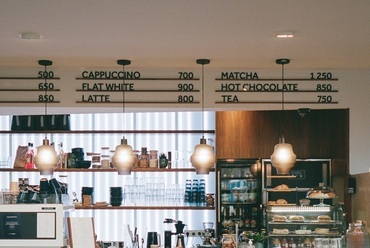 500 CAPPUCCINO 700 MATCHA 1 250
650 FLAT WHITE 900 HOT CHOCOLATE 850
850 LATTE 800 TEA 750